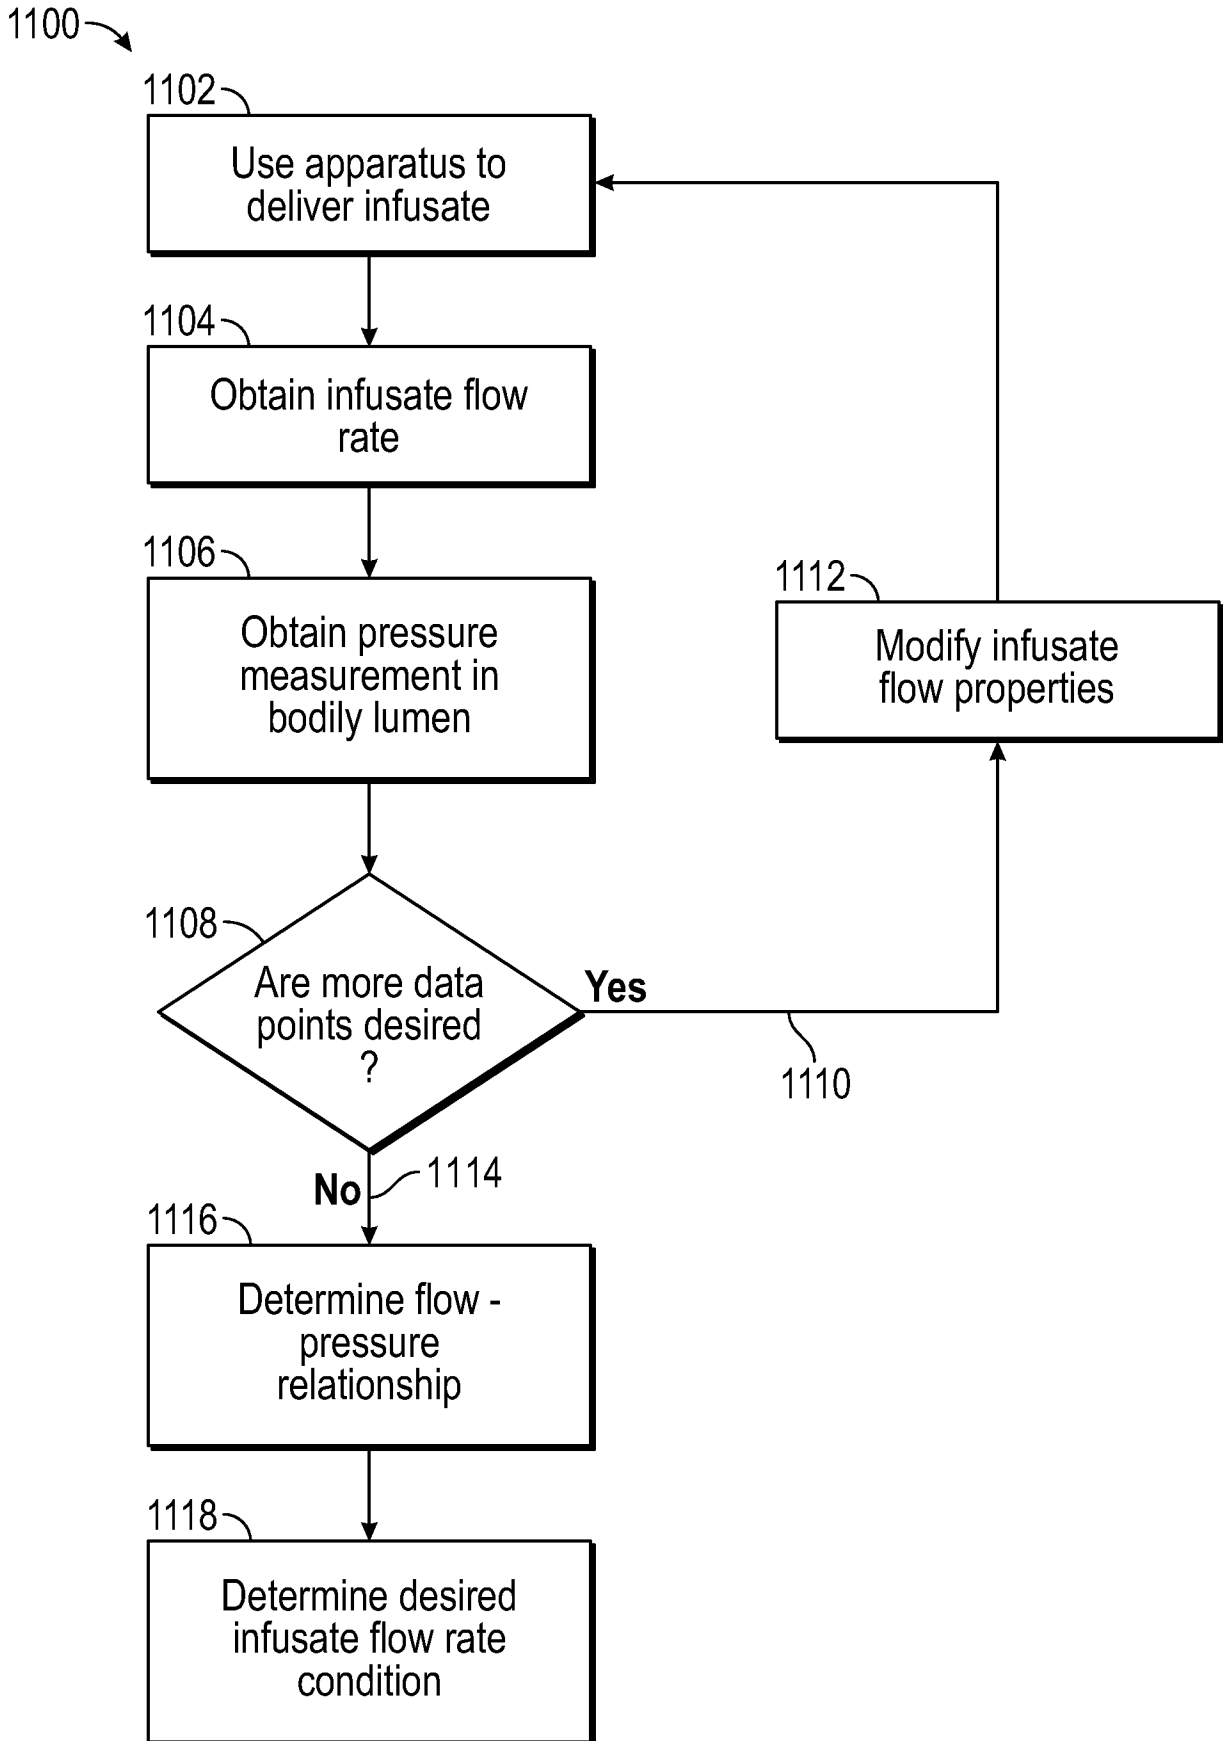 1100
1102
Use apparatus to
deliver infusate
1104
Obtain infusate flow
rate
1106
Obtain pressure
measurement in
bodily lumen
1112
Modify infusate
flow properties
1108
Are more data
points desired
?
Yes
1110
No
1114
1116
Determine flow -
pressure
relationship
1118
Determine desired
infusate flow rate
condition